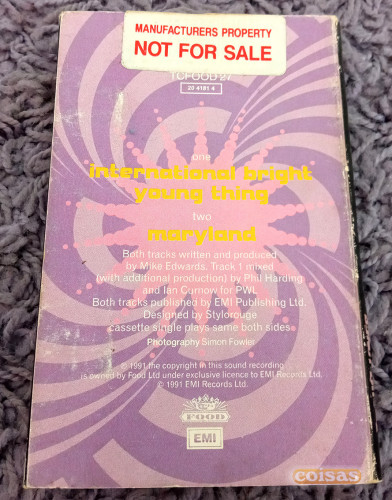 MANUFACTURERS PROPERTY
NOT FOR SALE
TCFOOD 27
20 4181 4
one
international bright
young thing
two
maryland
Both tracks written and produced
by Mike Edwards. Track 1 mixed
(with additional production) by Phil Harding
and Ian Curnow for PWL.
Both tracks published by EMI Publishing Ltd.
Designed by Stylorouge
cassette single plays same both sides
Photography Simon Fowler
℗ 1991 the copyright in this sound recording
is owned by Food Ltd under exclusive licence to EMI Records Ltd.
© 1991 EMI Records Ltd.
FOOD
EMI
coisas